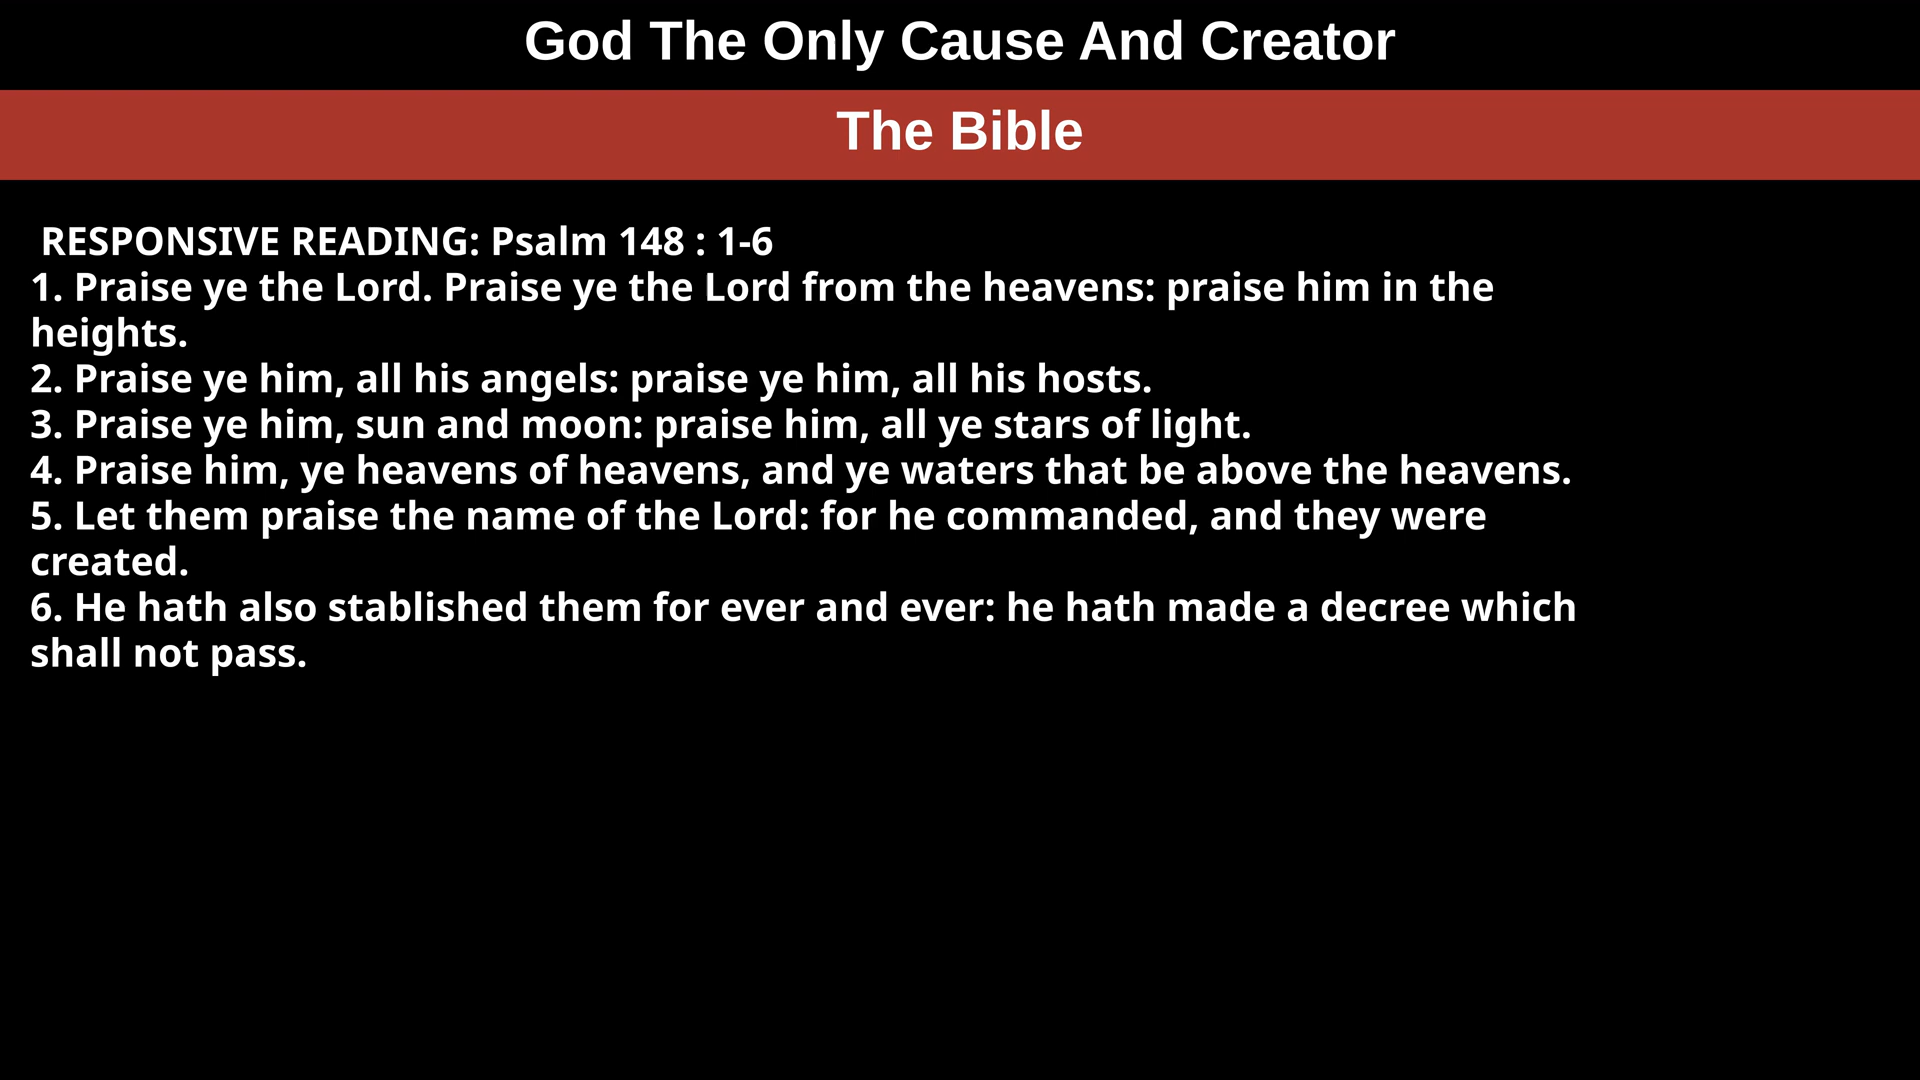 God The Only Cause And Creator
The Bible
RESPONSIVE READING: Psalm 148 : 1-6
1. Praise ye the Lord. Praise ye the Lord from the heavens: praise him in the
heights.
2. Praise ye him, all his angels: praise ye him, all his hosts.
3. Praise ye him, sun and moon: praise him, all ye stars of light.
4. Praise him, ye heavens of heavens, and ye waters that be above the heavens.
5. Let them praise the name of the Lord: for he commanded, and they were
created.
6. He hath also stablished them for ever and ever: he hath made a decree which
shall not pass.